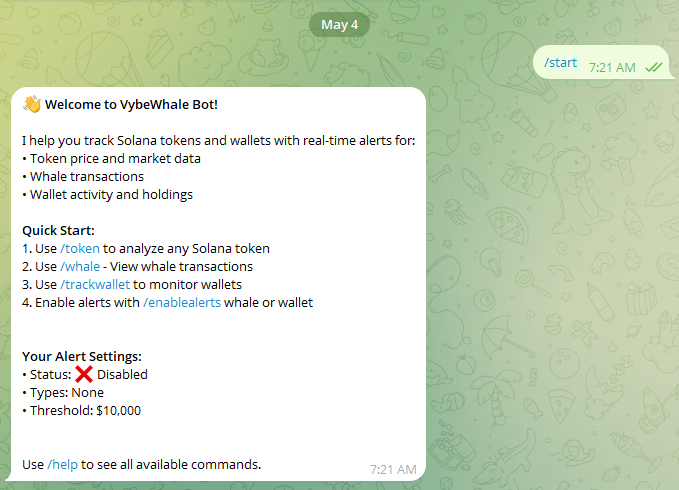 May 4
/start 7:21 AM
👋 Welcome to VybeWhale Bot!
I help you track Solana tokens and wallets with real-time alerts for:
• Token price and market data
• Whale transactions
• Wallet activity and holdings
Quick Start:
1. Use /token to analyze any Solana token
2. Use /whale - View whale transactions
3. Use /trackwallet to monitor wallets
4. Enable alerts with /enablealerts whale or wallet
Your Alert Settings:
• Status: ❌ Disabled
• Types: None
• Threshold: $10,000
Use /help to see all available commands. 7:21 AM